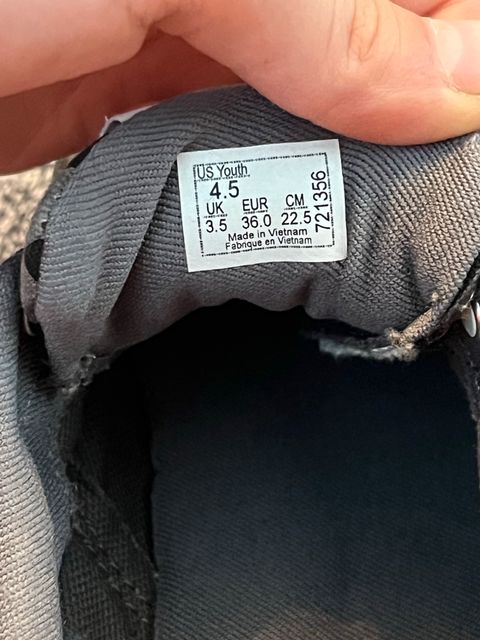 US Youth
4.5
UK EUR CM
3.5 36.0 22.5
Made in Vietnam
Fabriqué en Vietnam
721356